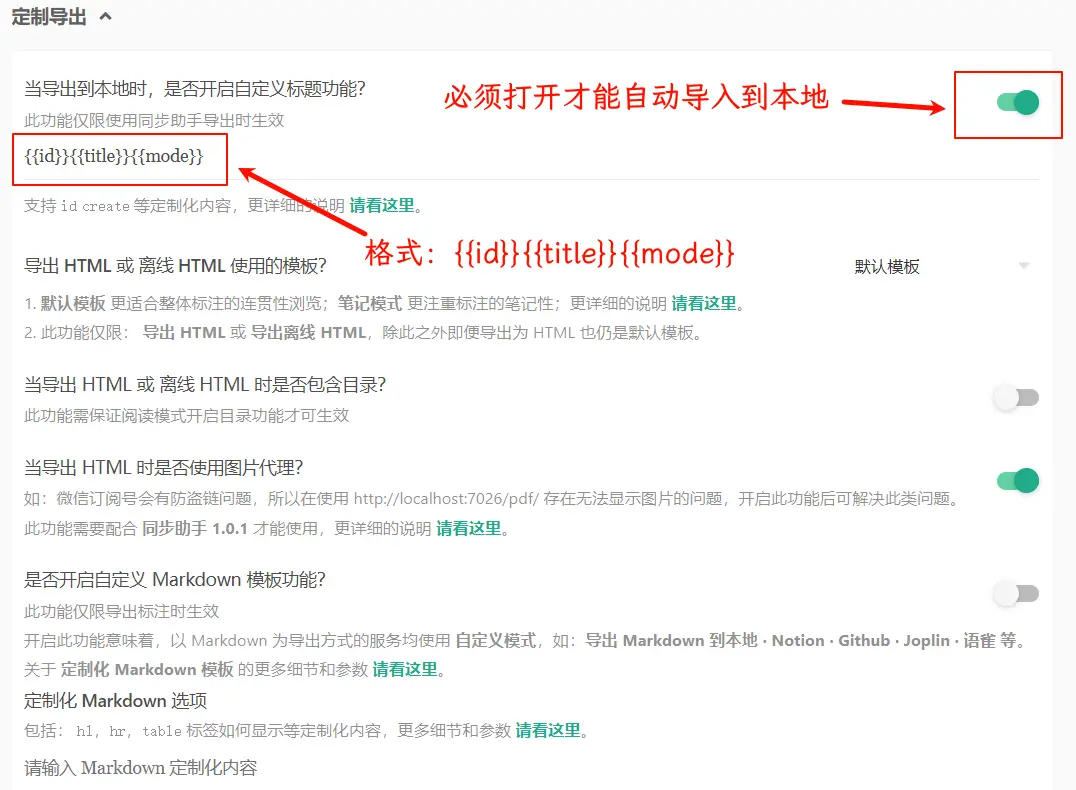 定制导出
当导出到本地时，是否开启自定义标题功能？
必须打开才能自动导入到本地
此功能仅限使用同步助手导出时生效
{{id}}{{title}}{{mode}}
支持 id create 等定制化内容，更详细的说明 请看这里。
格式：{{id}}{{title}}{{mode}}
导出 HTML 或 离线 HTML 使用的模板？
默认模板
1. 默认模板 更适合整体标注的连贯性浏览；笔记模式 更注重标注的笔记性；更详细的说明 请看这里。
2. 此功能仅限： 导出 HTML 或 导出离线 HTML，除此之外即便导出为 HTML 也仍是默认模板。
当导出 HTML 或 离线 HTML 时是否包含目录？
此功能需保证阅读模式开启目录功能才可生效
当导出 HTML 时是否使用图片代理？
如：微信订阅号会有防盗链问题，所以在使用 http://localhost:7026/pdf/ 存在无法显示图片的问题，开启此功能后可解决此类问题。
此功能需要配合 同步助手 1.0.1 才能使用，更详细的说明 请看这里。
是否开启自定义 Markdown 模板功能？
此功能仅限导出标注时生效
开启此功能意味着，以 Markdown 为导出方式的服务均使用 自定义模式，如：导出 Markdown 到本地 · Notion · Github · Joplin · 语雀 等。
关于 定制化 Markdown 模板 的更多细节和参数 请看这里。
定制化 Markdown 选项
包括： h1, hr, table 标签如何显示等定制化内容，更多细节和参数 请看这里。
请输入 Markdown 定制化内容